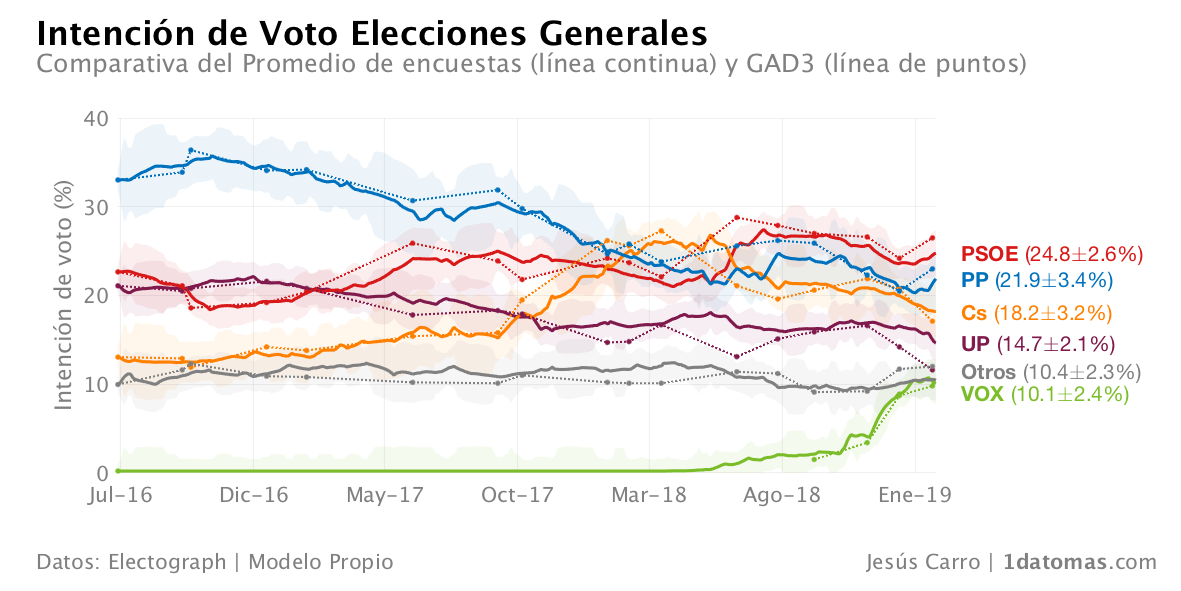 Intención de Voto Elecciones Generales
Comparativa del Promedio de encuestas (línea continua) y GAD3 (línea de puntos)
Intención de voto (%)
40
30
20
10
0
Jul–16
Dic–16
May–17
Oct–17
Mar–18
Ago–18
Ene–19
PSOE (24.8±2.6%)
PP (21.9±3.4%)
Cs (18.2±3.2%)
UP (14.7±2.1%)
Otros (10.4±2.3%)
VOX (10.1±2.4%)
Datos: Electograph | Modelo Propio
Jesús Carro | 1datomas.com